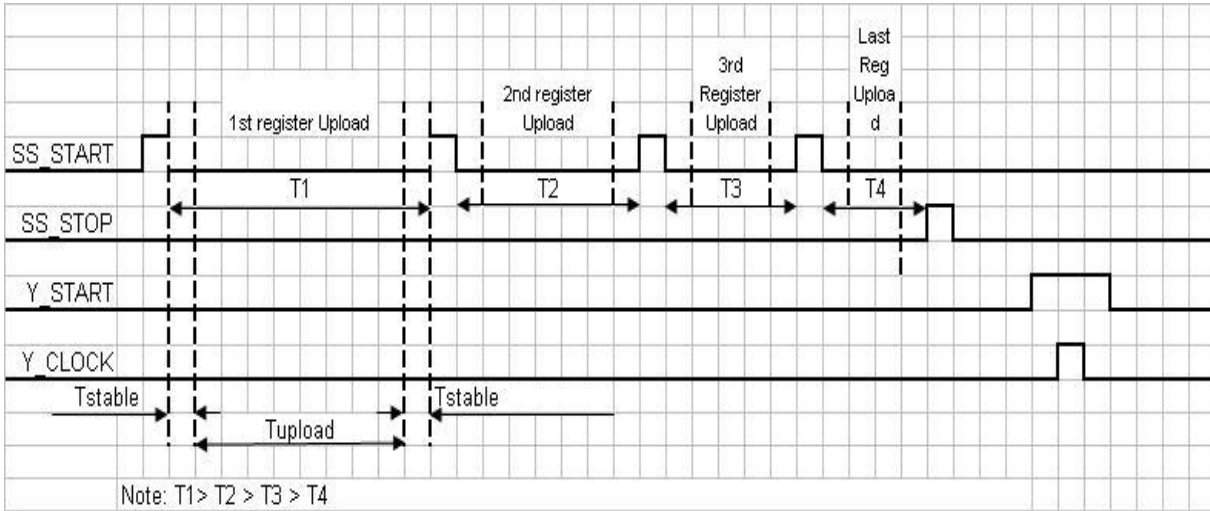 Last
Reg
Uploa
d
3rd
Register
Upload
2nd register
Upload
1st register Upload
SS_START
T1
T2
T3
T4
SS_STOP
Y_START
Y_CLOCK
Tstable
Tstable
Tupload
Note: T1> T2 > T3 > T4